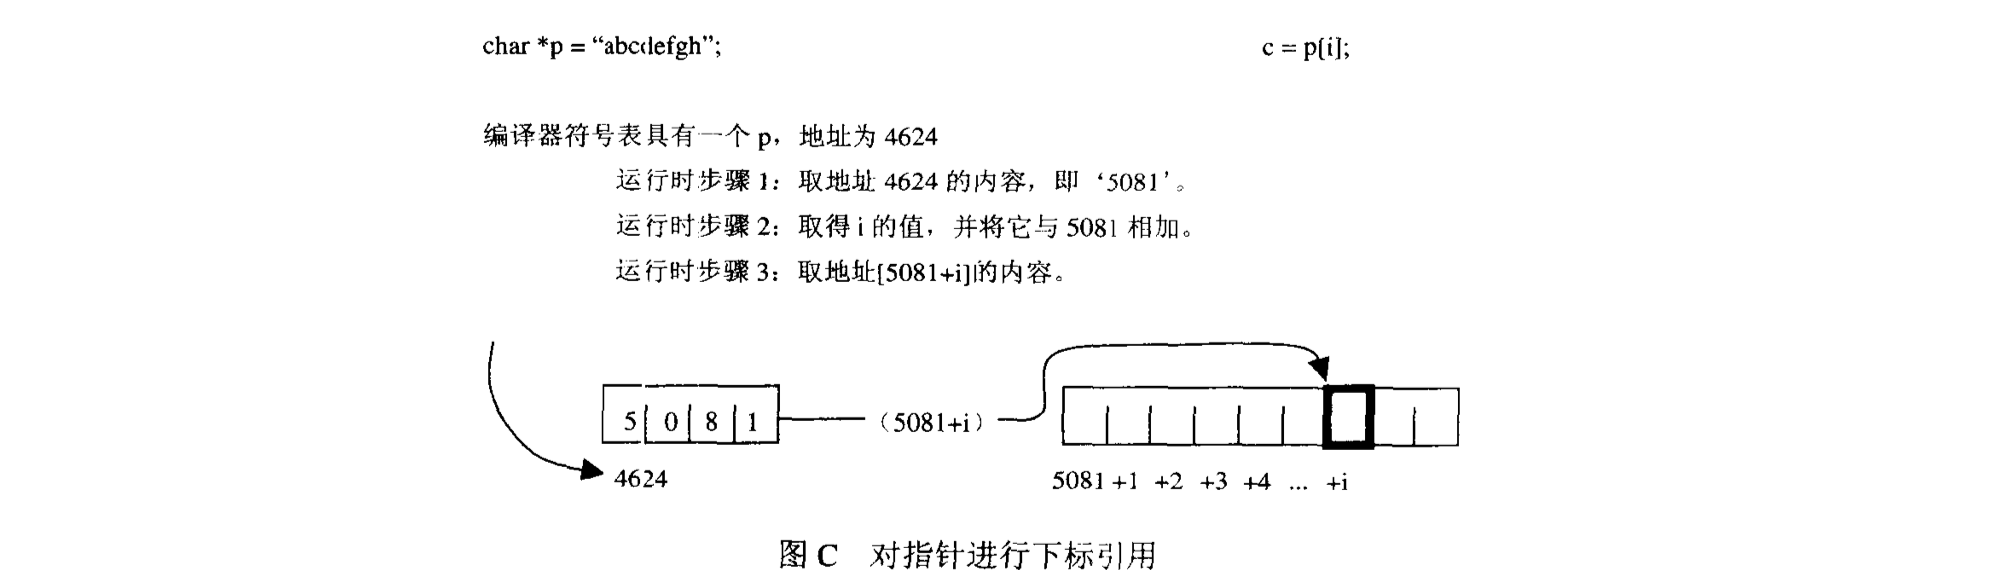 char *p = “abcdefgh”; c = p[i];
编译器符号表具有一个 p，地址为 4624
运行时步骤 1：取地址 4624 的内容，即‘5081’。
运行时步骤 2：取得 i 的值，并将它与 5081 相加。
运行时步骤 3：取地址[5081+i]的内容。
5 0 8 1 （5081+i）
4624 5081 +1 +2 +3 +4 ... +i
图 C 对指针进行下标引用